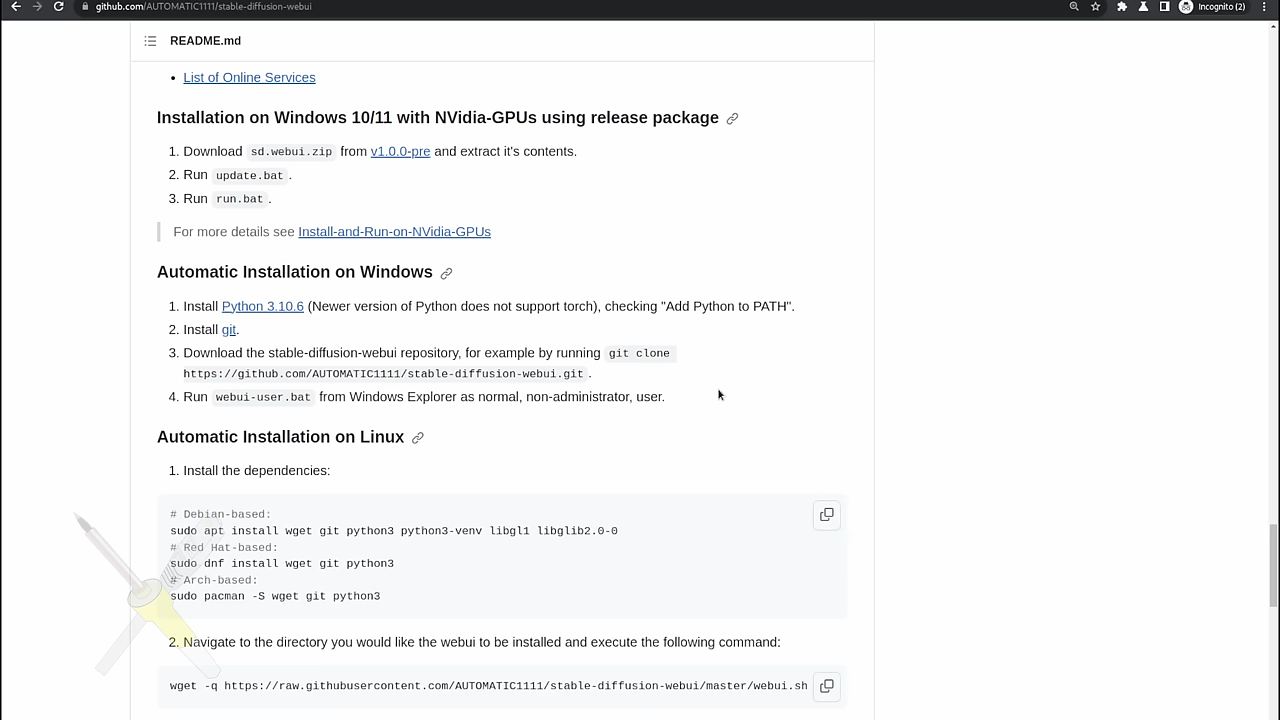 github.com/AUTOMATIC1111/stable-diffusion-webui
Incognito (2)
README.md
• List of Online Services
Installation on Windows 10/11 with NVidia-GPUs using release package
1. Download sd.webui.zip from v1.0.0-pre and extract it's contents.
2. Run update.bat.
3. Run run.bat.
For more details see Install-and-Run-on-NVidia-GPUs
Automatic Installation on Windows
1. Install Python 3.10.6 (Newer version of Python does not support torch), checking "Add Python to PATH".
2. Install git.
3. Download the stable-diffusion-webui repository, for example by running git clone
https://github.com/AUTOMATIC1111/stable-diffusion-webui.git.
4. Run webui-user.bat from Windows Explorer as normal, non-administrator, user.
Automatic Installation on Linux
1. Install the dependencies:
# Debian-based:
sudo apt install wget git python3 python3-venv libgl1 libglib2.0-0
# Red Hat-based:
sudo dnf install wget git python3
# Arch-based:
sudo pacman -S wget git python3
2. Navigate to the directory you would like the webui to be installed and execute the following command:
wget -q https://raw.githubusercontent.com/AUTOMATIC1111/stable-diffusion-webui/master/webui.sh